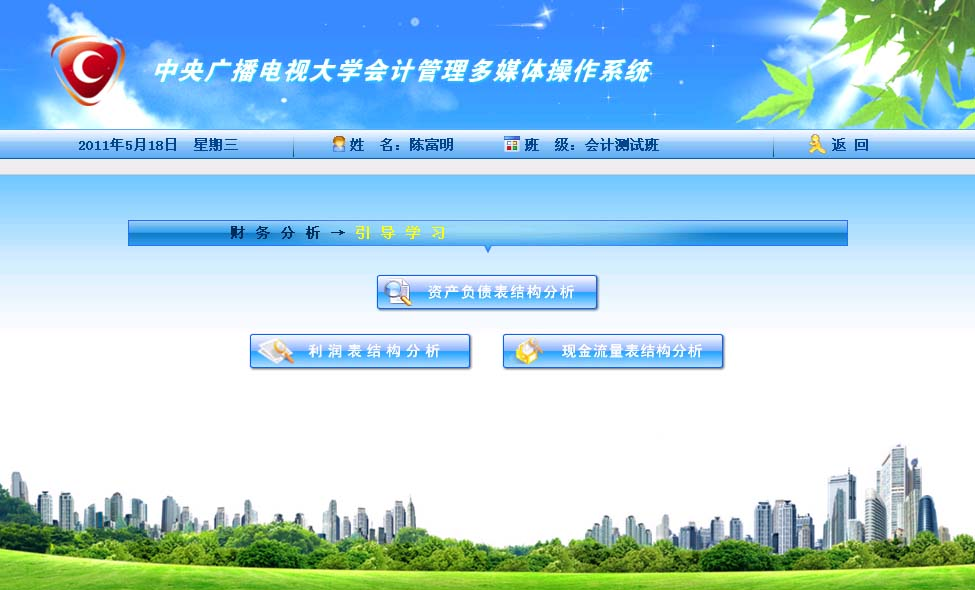 中央广播电视大学会计管理多媒体操作系统
2011年5月18日 星期三 姓 名：陈富明 班 级：会计测试班 返 回
财 务 分 析 → 引 导 学 习
资产负债表结构分析
利润表结构分析 现金流量表结构分析